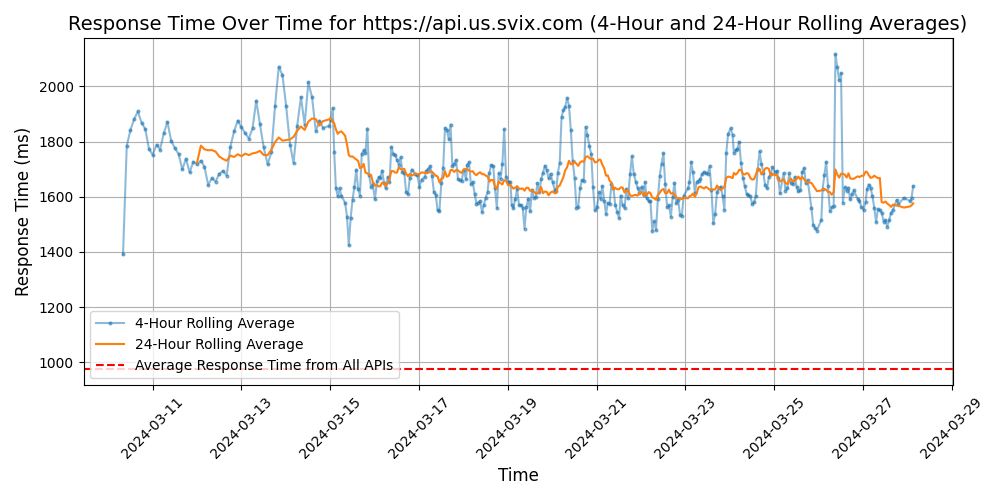 Response Time Over Time for https://api.us.svix.com (4-Hour and 24-Hour Rolling Averages)
Response Time (ms)
2000
1800
1600
1400
1200
1000
4-Hour Rolling Average
24-Hour Rolling Average
Average Response Time from All APIs
2024-03-11
2024-03-13
2024-03-15
2024-03-17
2024-03-19
2024-03-21
2024-03-23
2024-03-25
2024-03-27
2024-03-29
Time